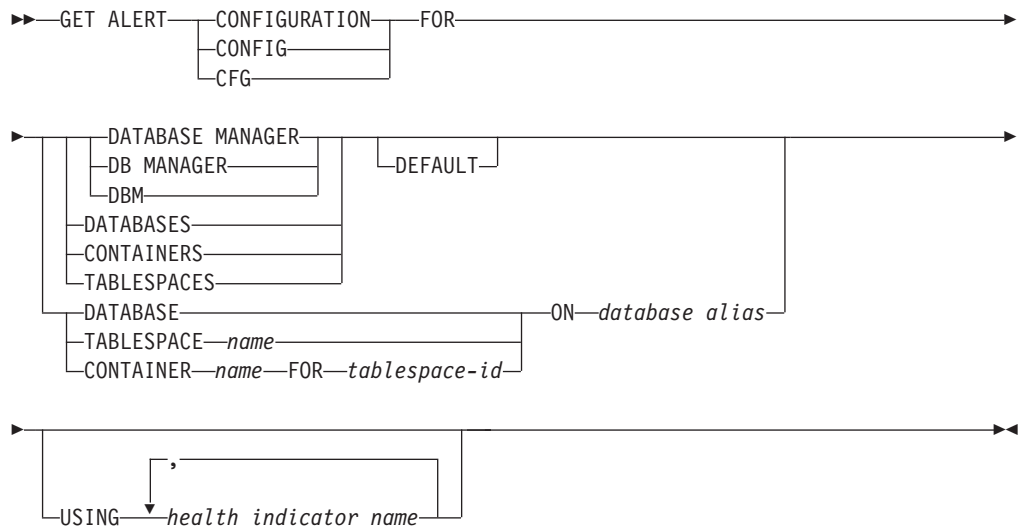 GET ALERT CONFIGURATION FOR
CONFIG
CFG
DATABASE MANAGER
DB MANAGER DEFAULT
DBM
DATABASES
CONTAINERS
TABLESPACES
DATABASE ON database alias
TABLESPACE name
CONTAINER name FOR tablespace-id
,
USING health indicator name